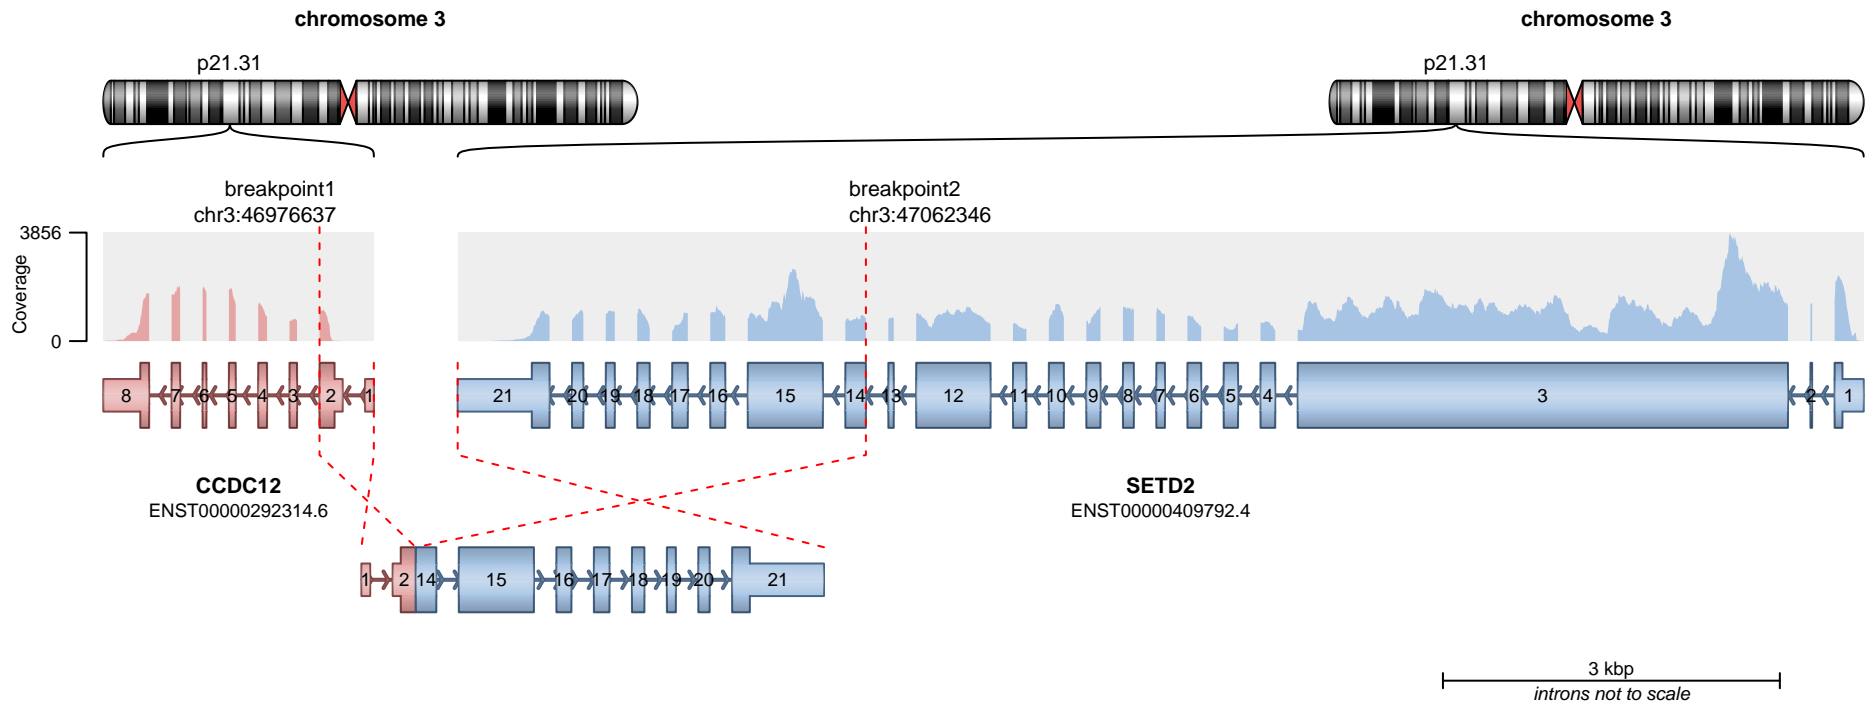 chromosome 3
chromosome 3
p21.31
p21.31
breakpoint1
chr3:46976637
breakpoint2
chr3:47062346
3856
Coverage
0
8 7 6 5 4 3 2 1
21 20 19 18 17 16 15 14 13 12 11 10 9 8 7 6 5 4 3 2 1
CCDC12
ENST00000292314.6
SETD2
ENST00000409792.4
1 2 14 15 16 17 18 19 20 21
3 kbp
introns not to scale